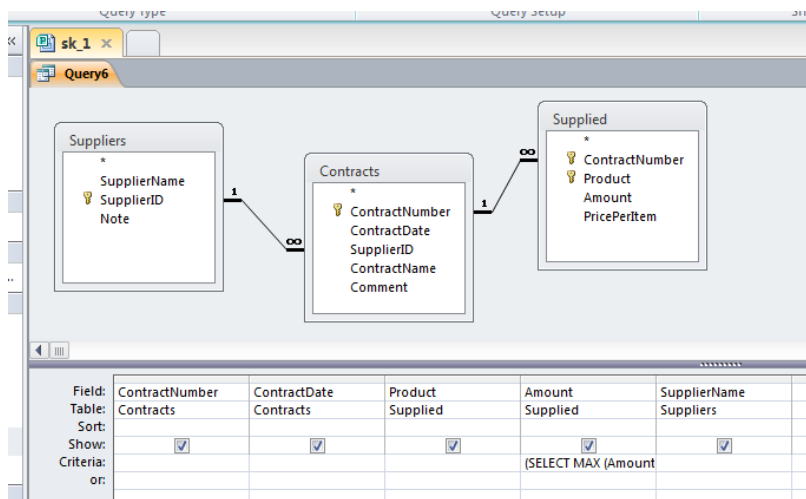 Query Type Query Setup Sh
sk_1
Query6
Suppliers
*
SupplierName
SupplierID
Note
1
∞
Contracts
*
ContractNumber
ContractDate
SupplierID
ContractName
Comment
1
∞
Supplied
*
ContractNumber
Product
Amount
PricePerItem
Field: ContractNumber ContractDate Product Amount SupplierName
Table: Contracts Contracts Supplied Supplied Suppliers
Sort:
Show:
Criteria: (SELECT MAX (Amount
or: